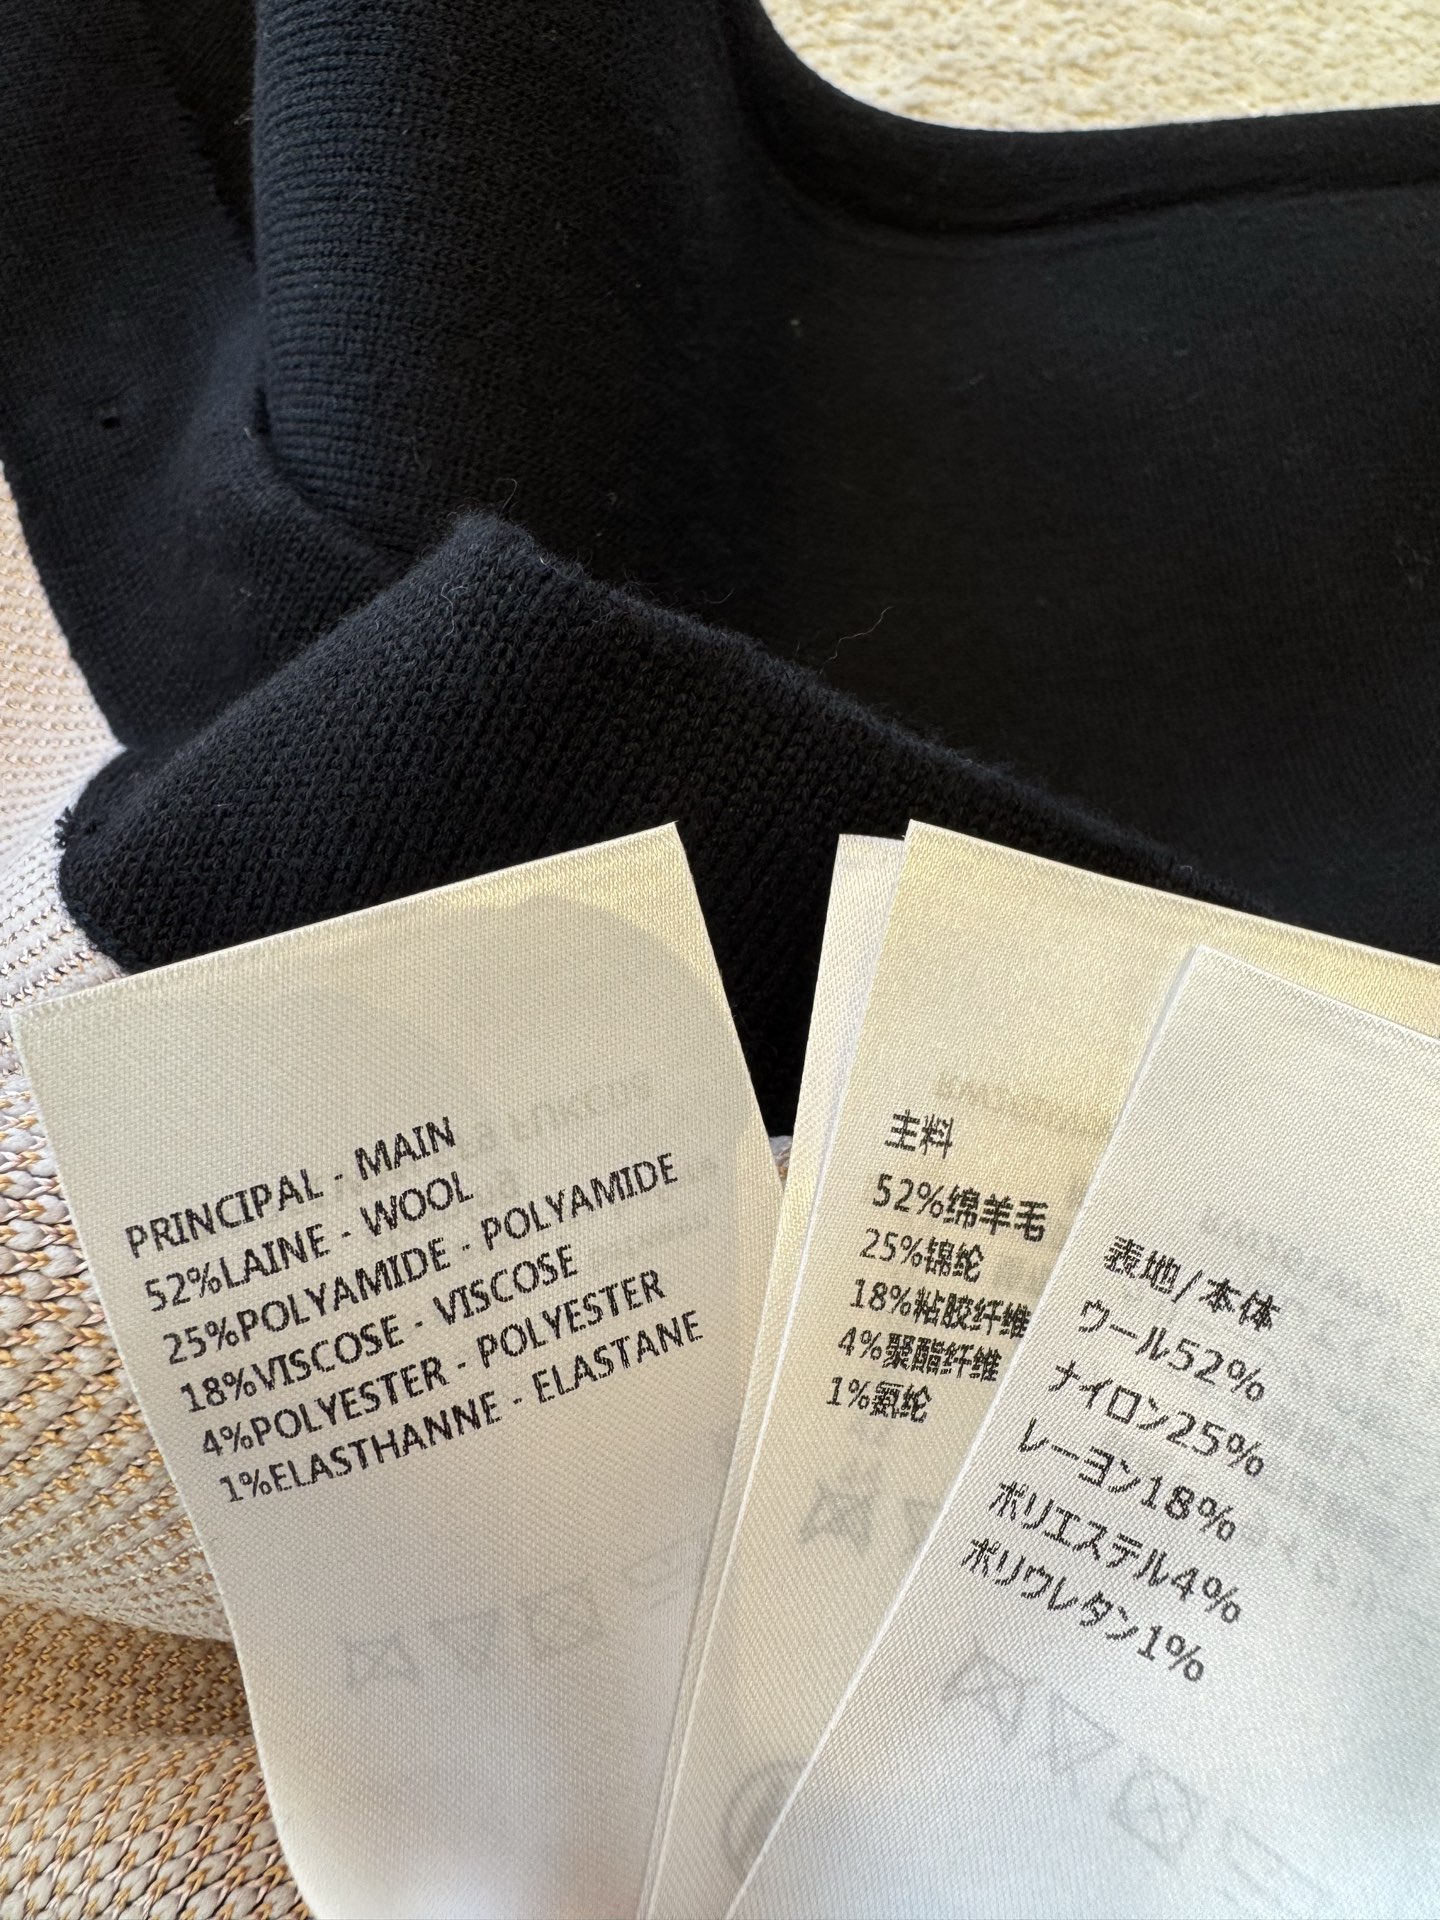 PRINCIPAL - MAIN
52%LAINE - WOOL
25%POLYAMIDE - POLYAMIDE
18%VISCOSE - VISCOSE
4%POLYESTER - POLYESTER
1%ELASTHANNE - ELASTANE
主料
52%绵羊毛
25%锦纶
18%粘胶纤维
4%聚酯纤维
1%氨纶
表地/本体
ウール52%
ナイロン25%
レーヨン18%
ポリエステル4%
ポリウレタン1%